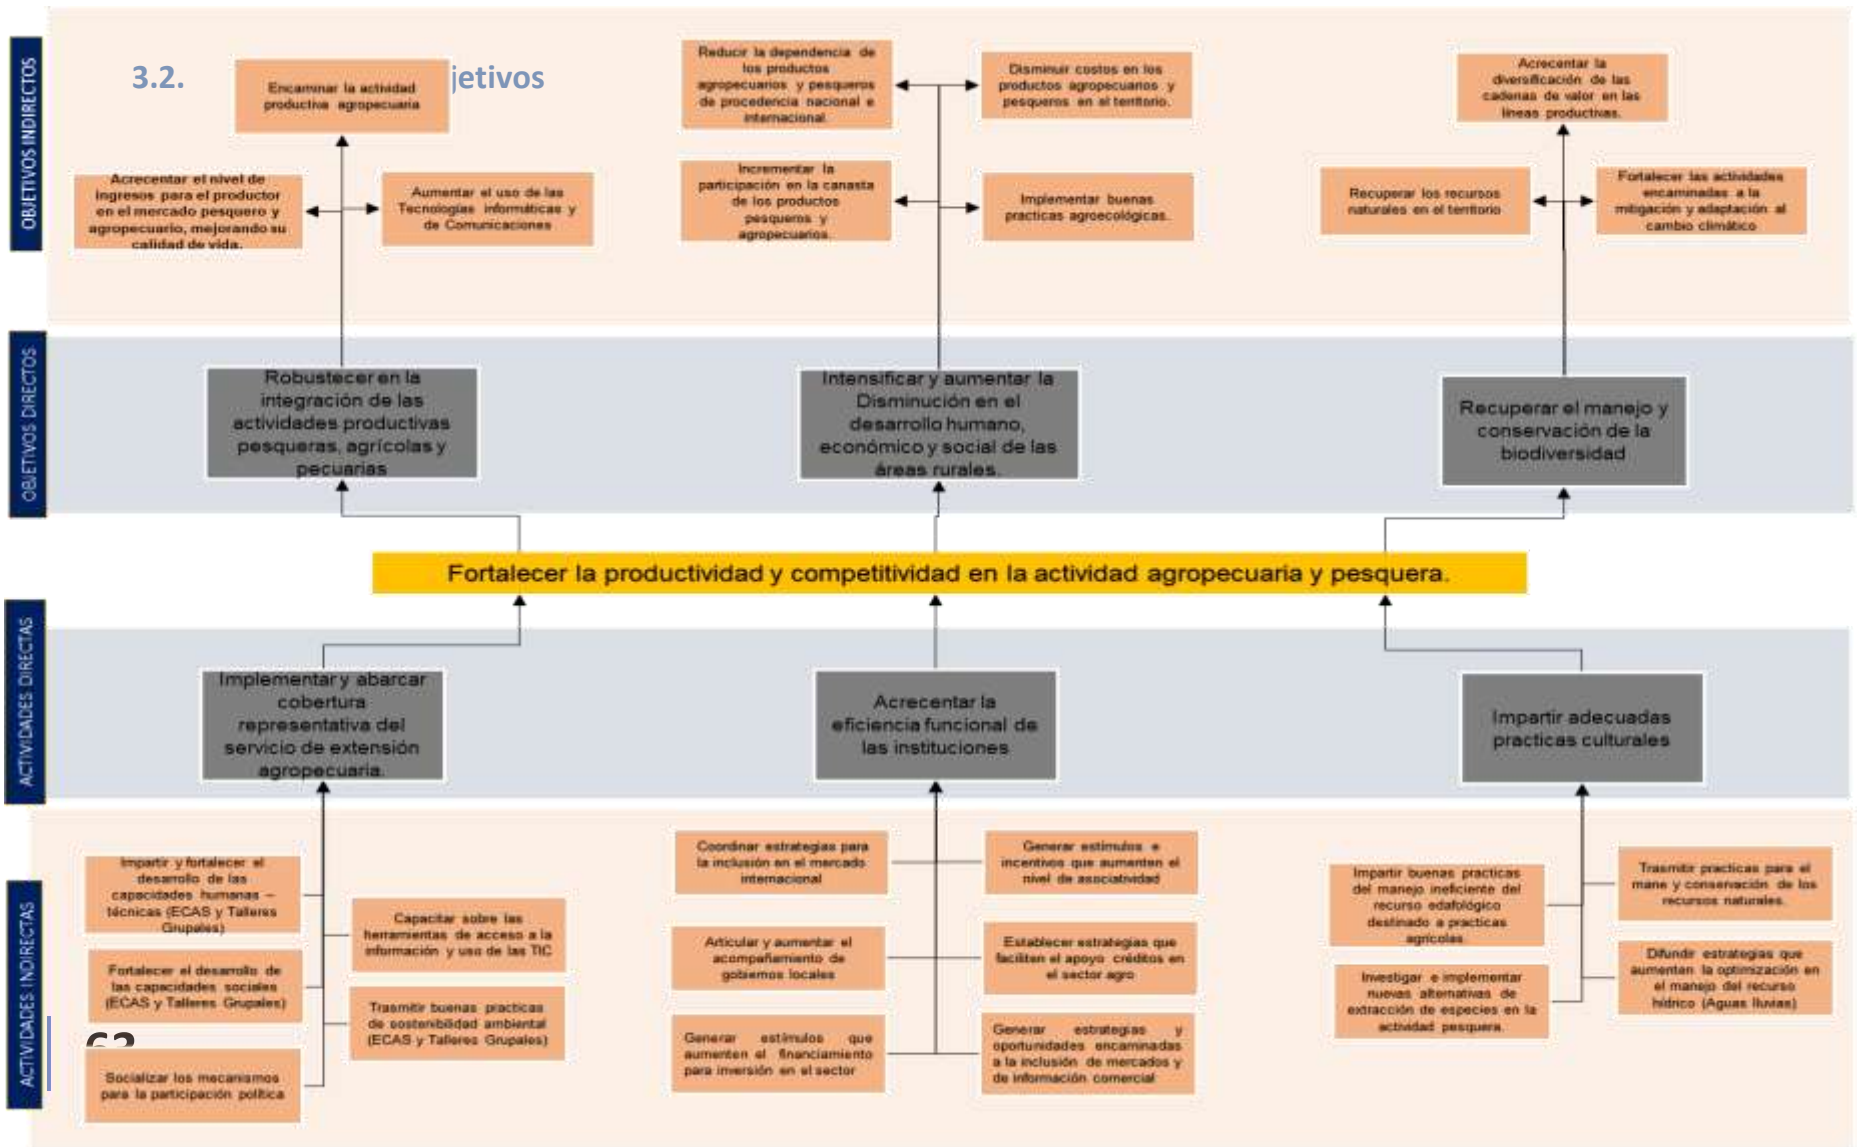 OBJETIVOS INDIRECTOS
3.2.
jetivos
Encaminar la actividad
productiva agropecuaria
Acrecentar el nivel de
ingresos para el productor
en el mercado pesquero y
agropecuario, mejorando su
calidad de vida.
Aumentar el uso de las
Tecnologías informáticas y
de Comunicaciones
Reducir la dependencia de
los productos
agropecuarios y pesqueros
de procedencia nacional e
internacional.
Disminuir costos en los
productos agropecuarios y
pesqueros en el territorio.
Incrementar la
participación en la canasta
de los productos
pesqueros y
agropecuarios.
Implementar buenas
practicas agroecológicas.
Acrecentar la
diversificación de las
cadenas de valor en las
líneas productivas.
Recuperar los recursos
naturales en el territorio
Fortalecer las actividades
encaminadas a la
mitigación y adaptación al
cambio climático
OBJETIVOS DIRECTOS
Robustecer en la
integración de las
actividades productivas
pesqueras, agrícolas y
pecuarias
Intensificar y aumentar la
Disminución en el
desarrollo humano,
económico y social de las
áreas rurales.
Recuperar el manejo y
conservación de la
biodiversidad
Fortalecer la productividad y competitividad en la actividad agropecuaria y pesquera.
ACTIVIDADES DIRECTAS
Implementar y abarcar
cobertura
representativa del
servicio de extensión
agropecuaria.
Acrecentar la
eficiencia funcional de
las instituciones
Impartir adecuadas
practicas culturales
ACTIVIDADES INDIRECTAS
Impartir y fortalecer el
desarrollo de las
capacidades humanas –
técnicas (ECAS y Talleres
Grupales)
Fortalecer el desarrollo de
las capacidades sociales
(ECAS y Talleres Grupales)
63
Socializar los mecanismos
para la participación política
Capacitar sobre las
herramientas de acceso a la
información y uso de las TIC
Trasmitir buenas practicas
de sostenibilidad ambiental
(ECAS y Talleres Grupales)
Coordinar estrategias para
la inclusión en el mercado
internacional
Generar estímulos e
incentivos que aumenten el
nivel de asociatividad
Articular y aumentar el
acompañamiento de
gobiernos locales
Establecer estrategias que
faciliten el apoyo créditos en
el sector agro
Generar estímulos que
aumenten el financiamiento
para inversión en el sector
Generar estrategias y
oportunidades encaminadas
a la inclusión de mercados y
de información comercial
Impartir buenas practicas
del manejo ineficiente del
recurso edafológico
destinado a practicas
agrícolas.
Trasmitir practicas para el
mane y conservación de los
recursos naturales.
Investigar e implementar
nuevas alternativas de
extracción de especies en la
actividad pesquera.
Difundir estrategias que
aumenten la optimización en
el manejo del recurso
hídrico (Aguas lluvias)